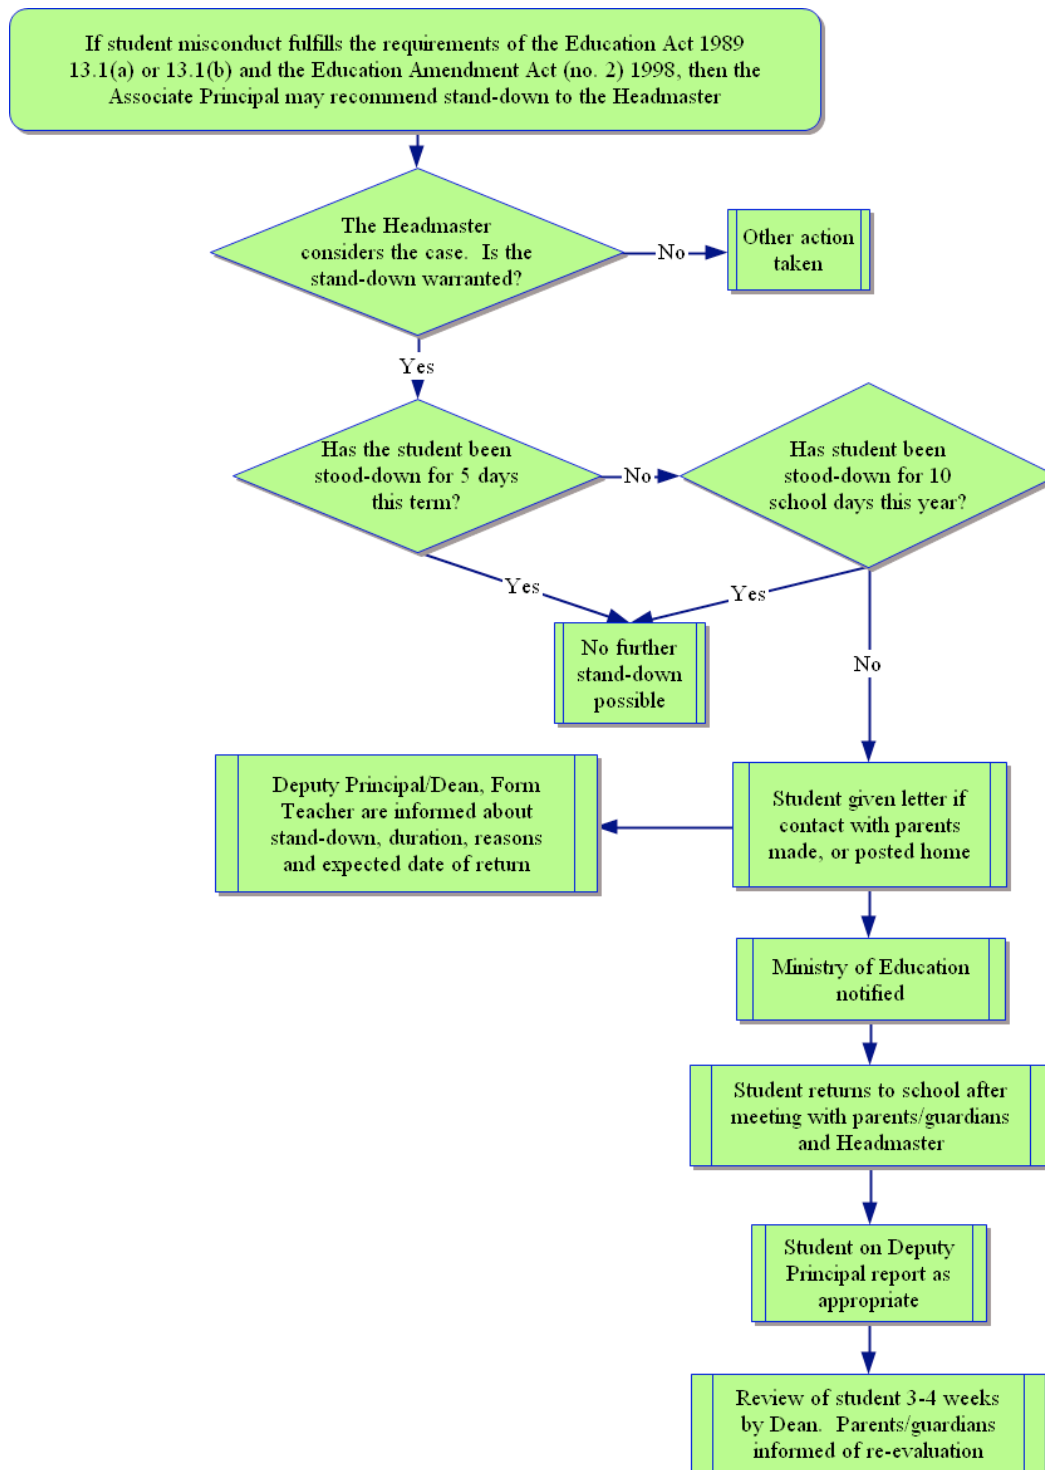 If student misconduct fulfills the requirements of the Education Act 1989
13.1(a) or 13.1(b) and the Education Amendment Act (no. 2) 1998, then the
Associate Principal may recommend stand-down to the Headmaster
The Headmaster
considers the case.  Is the
stand-down warranted?
No
Other action
taken
Yes
Has the student been
stood-down for 5 days
this term?
No
Has student been
stood-down for 10
school days this year?
Yes
Yes
No further
stand-down
possible
No
Deputy Principal/Dean, Form
Teacher are informed about
stand-down, duration, reasons
and expected date of return
Student given letter if
contact with parents
made, or posted home
Ministry of Education
notified
Student returns to school after
meeting with parents/guardians
and Headmaster
Student on Deputy
Principal report as
appropriate
Review of student 3-4 weeks
by Dean.  Parents/guardians
informed of re-evaluation